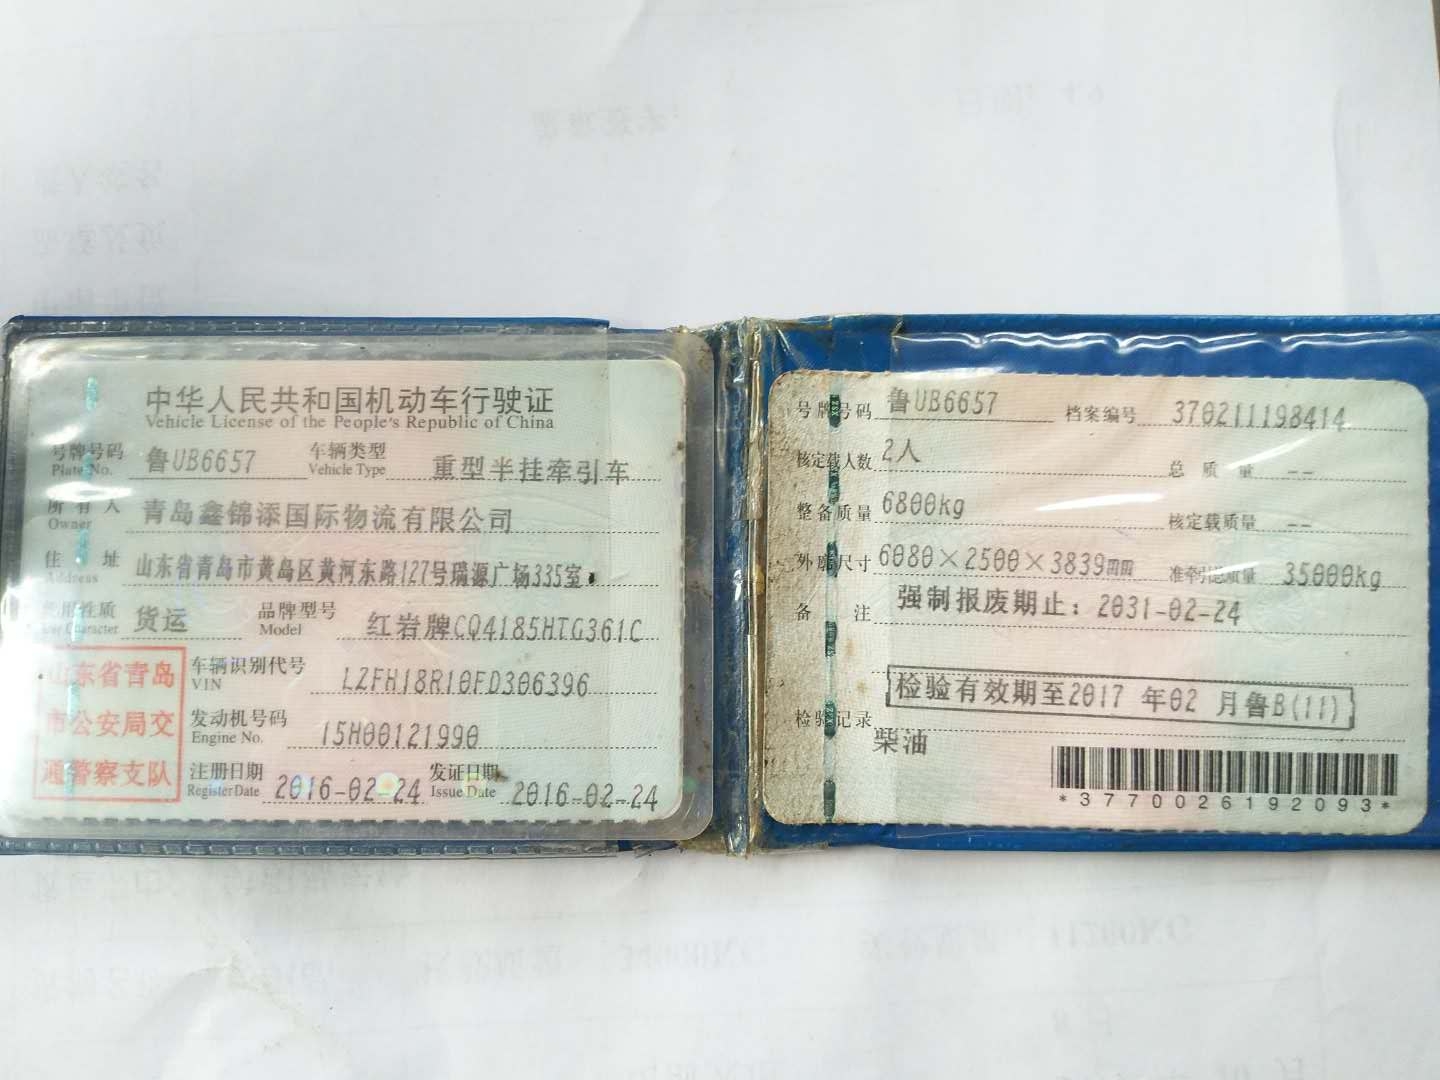 中华人民共和国机动车行驶证
Vehicle License of the People's Republic of China
号牌号码 鲁UB6657 车辆类型 重型半挂牵引车
Plate No. Vehicle Type
所有人 青岛鑫锦添国际物流有限公司
Owner
住址 山东省青岛市黄岛区黄河东路127号瑞源广场335室
Address
使用性质 货运 品牌型号 红岩牌CQ4185HTG361C
Use Character Model
山东省青岛
市公安局交
通警察支队
车辆识别代号 LZFH18R10FD306396
VIN
发动机号码 15H00121990
Engine No.
注册日期 2016-02-24 发证日期 2016-02-24
Register Date Issue Date
号牌号码 鲁UB6657 档案编号 370211198414
核定载人数 2人 总质量 --
整备质量 6800kg 核定载质量 --
外廓尺寸 6080×2500×3839mm 准牵引总质量 35000kg
备注 强制报废期止：2031-02-24
检验有效期至2017年02月鲁B(11)
检验记录
柴油
*3770026192093*